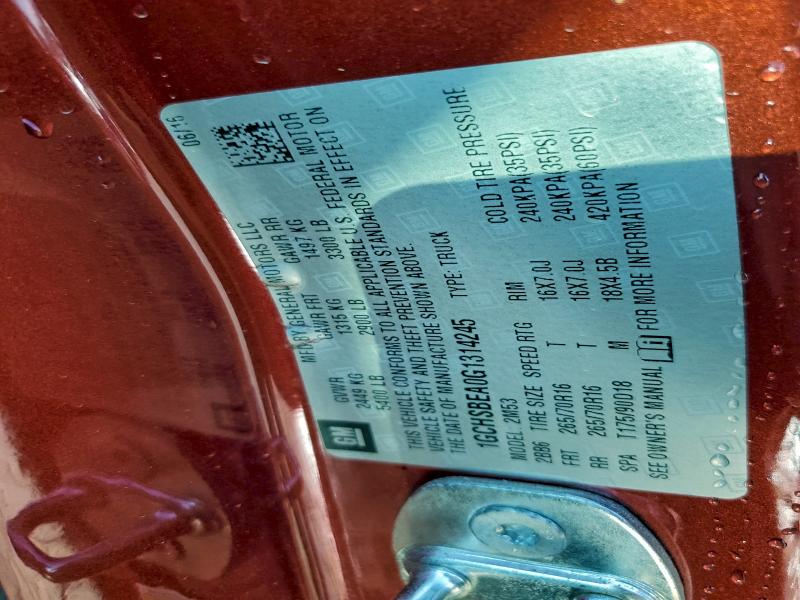 06/16
MFD BY GENERAL MOTORS LLC
GVWR GAWR FRT GAWR RR
2449 KG 1315 KG 1497 KG
5400 LB 2900 LB 3300 LB
GM
THIS VEHICLE CONFORMS TO ALL APPLICABLE U.S. FEDERAL MOTOR
VEHICLE SAFETY AND THEFT PREVENTION STANDARDS IN EFFECT ON
THE DATE OF MANUFACTURE SHOWN ABOVE.
1GCHSBEA0G1314245 TYPE: TRUCK
MODEL: 2M53
2BB6 TIRE SIZE SPEED RTG RIM COLD TIRE PRESSURE
FRT 265/70R16 T 16X7.0J 240KPA(35PSI)
RR 265/70R16 T 16X7.0J 240KPA(35PSI)
SPA T175/90D18 M 18X4.5B 420KPA(60PSI)
SEE OWNER'S MANUAL FOR MORE INFORMATION